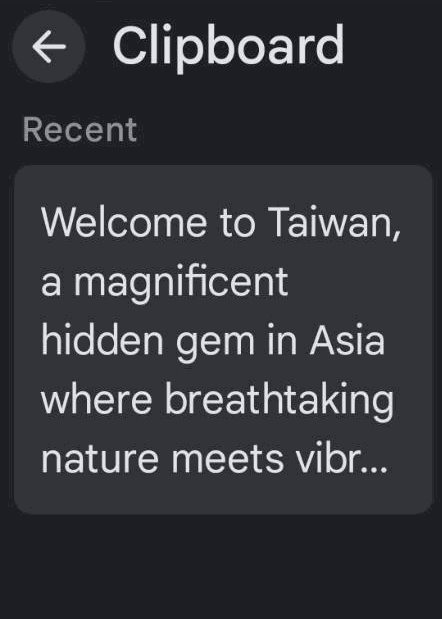 Clipboard
Recent
Welcome to Taiwan,
a magnificent
hidden gem in Asia
where breathtaking
nature meets vibr...